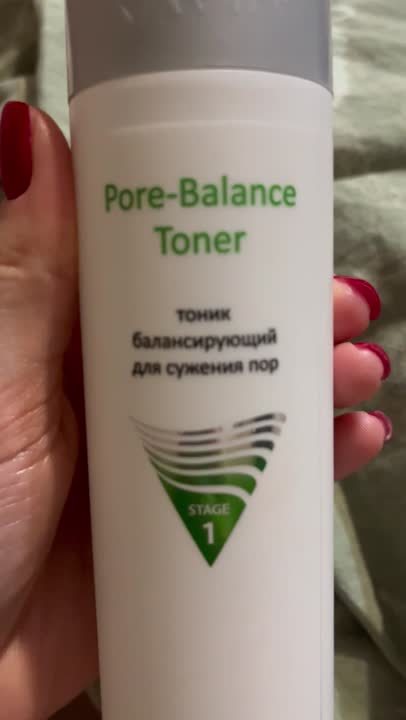 Pore-Balance
Toner
тоник
балансирующий
для сужения пор
STAGE
1